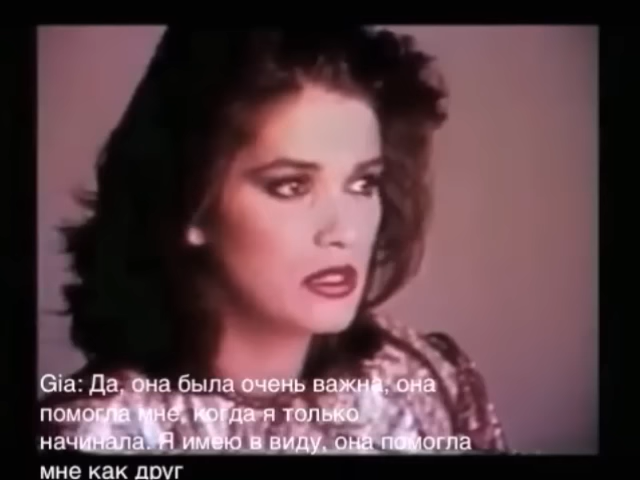 Gia: Да, она была очень важна, она
помогла мне, когда я только
начинала. Я имею в виду, она помогла
мне как друг